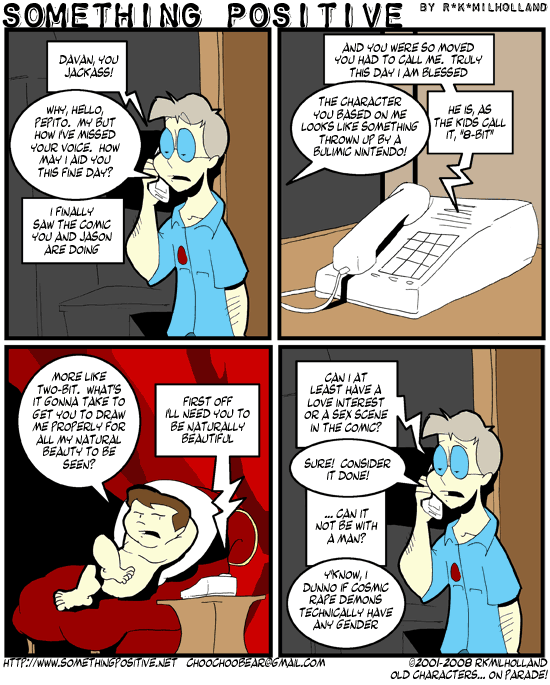 SOMETHING POSITIVE
BY R*K*MILHOLLAND
DAVAN, YOU
JACKASS!
WHY, HELLO,
PEPITO. MY BUT
HOW I'VE MISSED
YOUR VOICE. HOW
MAY I AID YOU
THIS FINE DAY?
I FINALLY
SAW THE COMIC
YOU AND JASON
ARE DOING
AND YOU WERE SO MOVED
YOU HAD TO CALL ME. TRULY
THIS DAY I AM BLESSED
THE CHARACTER
YOU BASED ON ME
LOOKS LIKE SOMETHING
THROWN UP BY A
BULIMIC NINTENDO!
HE IS, AS
THE KIDS CALL
IT, "8-BIT"
MORE LIKE
TWO-BIT. WHAT'S
IT GONNA TAKE TO
GET YOU TO DRAW
ME PROPERLY FOR
ALL MY NATURAL
BEAUTY TO BE
SEEN?
FIRST OFF
I'LL NEED YOU TO
BE NATURALLY
BEAUTIFUL
CAN I AT
LEAST HAVE A
LOVE INTEREST
OR A SEX SCENE
IN THE COMIC?
SURE! CONSIDER
IT DONE!
... CAN IT
NOT BE WITH
A MAN?
Y'KNOW, I
DUNNO IF COSMIC
RAPE DEMONS
TECHNICALLY HAVE
ANY GENDER
HTTP://WWW.SOMETHINGPOSITIVE.NET CHOOCHOOBEAR@GMAIL.COM
©2001-2008 RKMILHOLLAND
OLD CHARACTERS... ON PARADE!